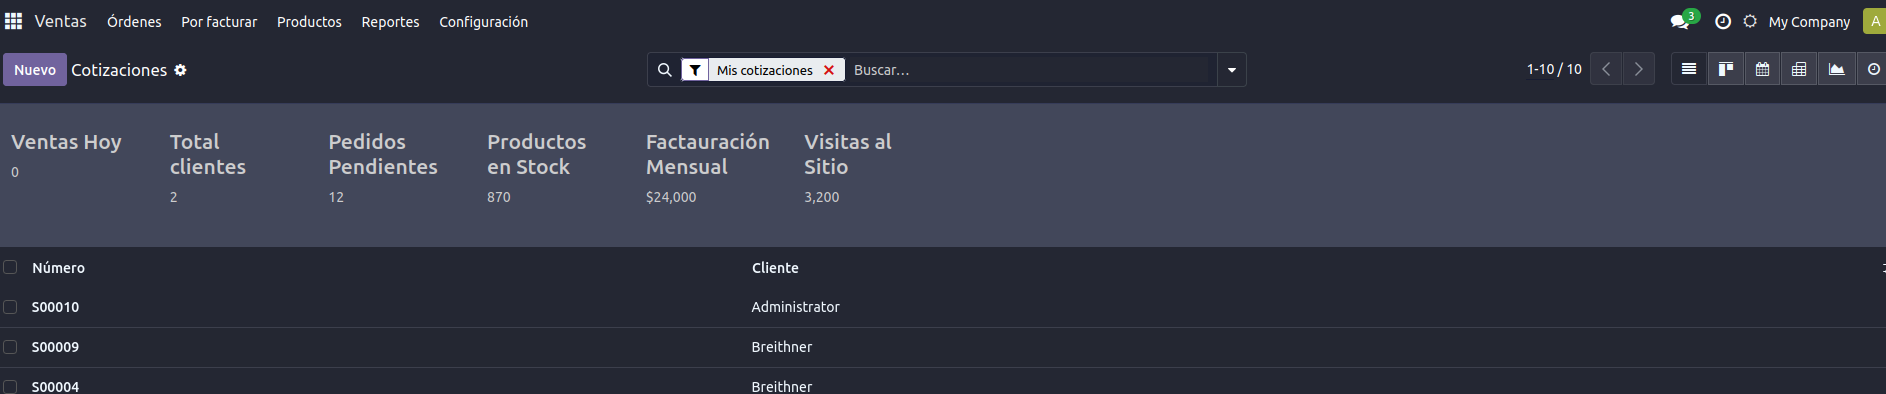 Ventas Órdenes Por facturar Productos Reportes Configuración 3 My Company A
Nuevo Cotizaciones Mis cotizaciones Buscar... 1-10 / 10
Ventas Hoy
0
Total
clientes
2
Pedidos
Pendientes
12
Productos
en Stock
870
Factauración
Mensual
$24,000
Visitas al
Sitio
3,200
Número Cliente
S00010 Administrator
S00009 Breithner
S00004 Breithner